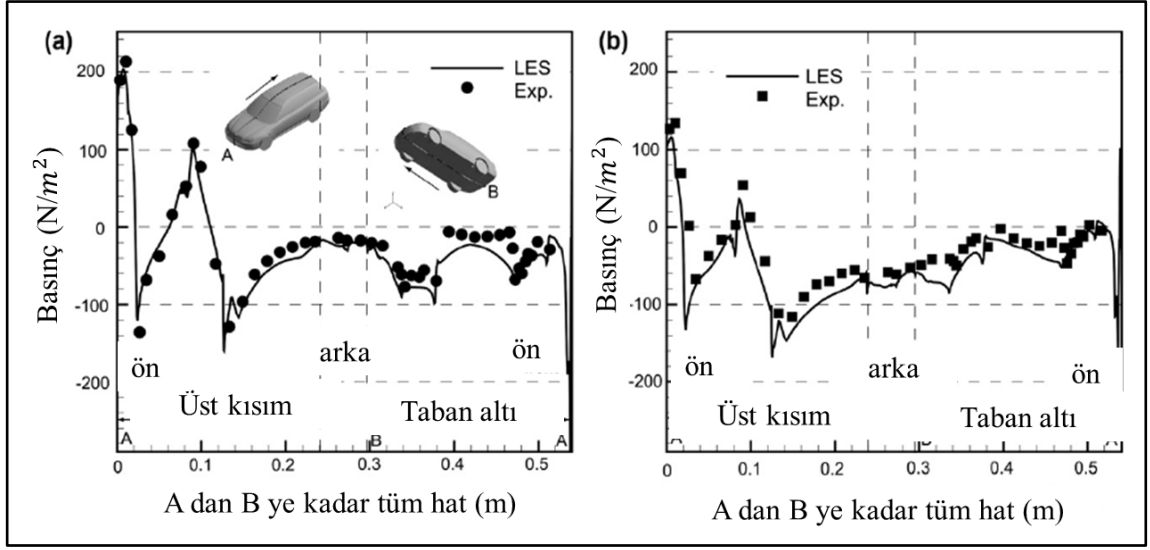 (a)
200
100
0
-100
-200
Basınç (N/m²)
LES
Exp.
A
B
ön
arka
ön
Üst kısım
Taban altı
A
B
A
0
0.1
0.2
0.3
0.4
0.5
A dan B ye kadar tüm hat (m)
(b)
200
100
0
-100
-200
Basınç (N/m²)
LES
Exp.
ön
arka
ön
Üst kısım
Taban altı
0
0.1
0.2
0.3
0.4
0.5
A dan B ye kadar tüm hat (m)